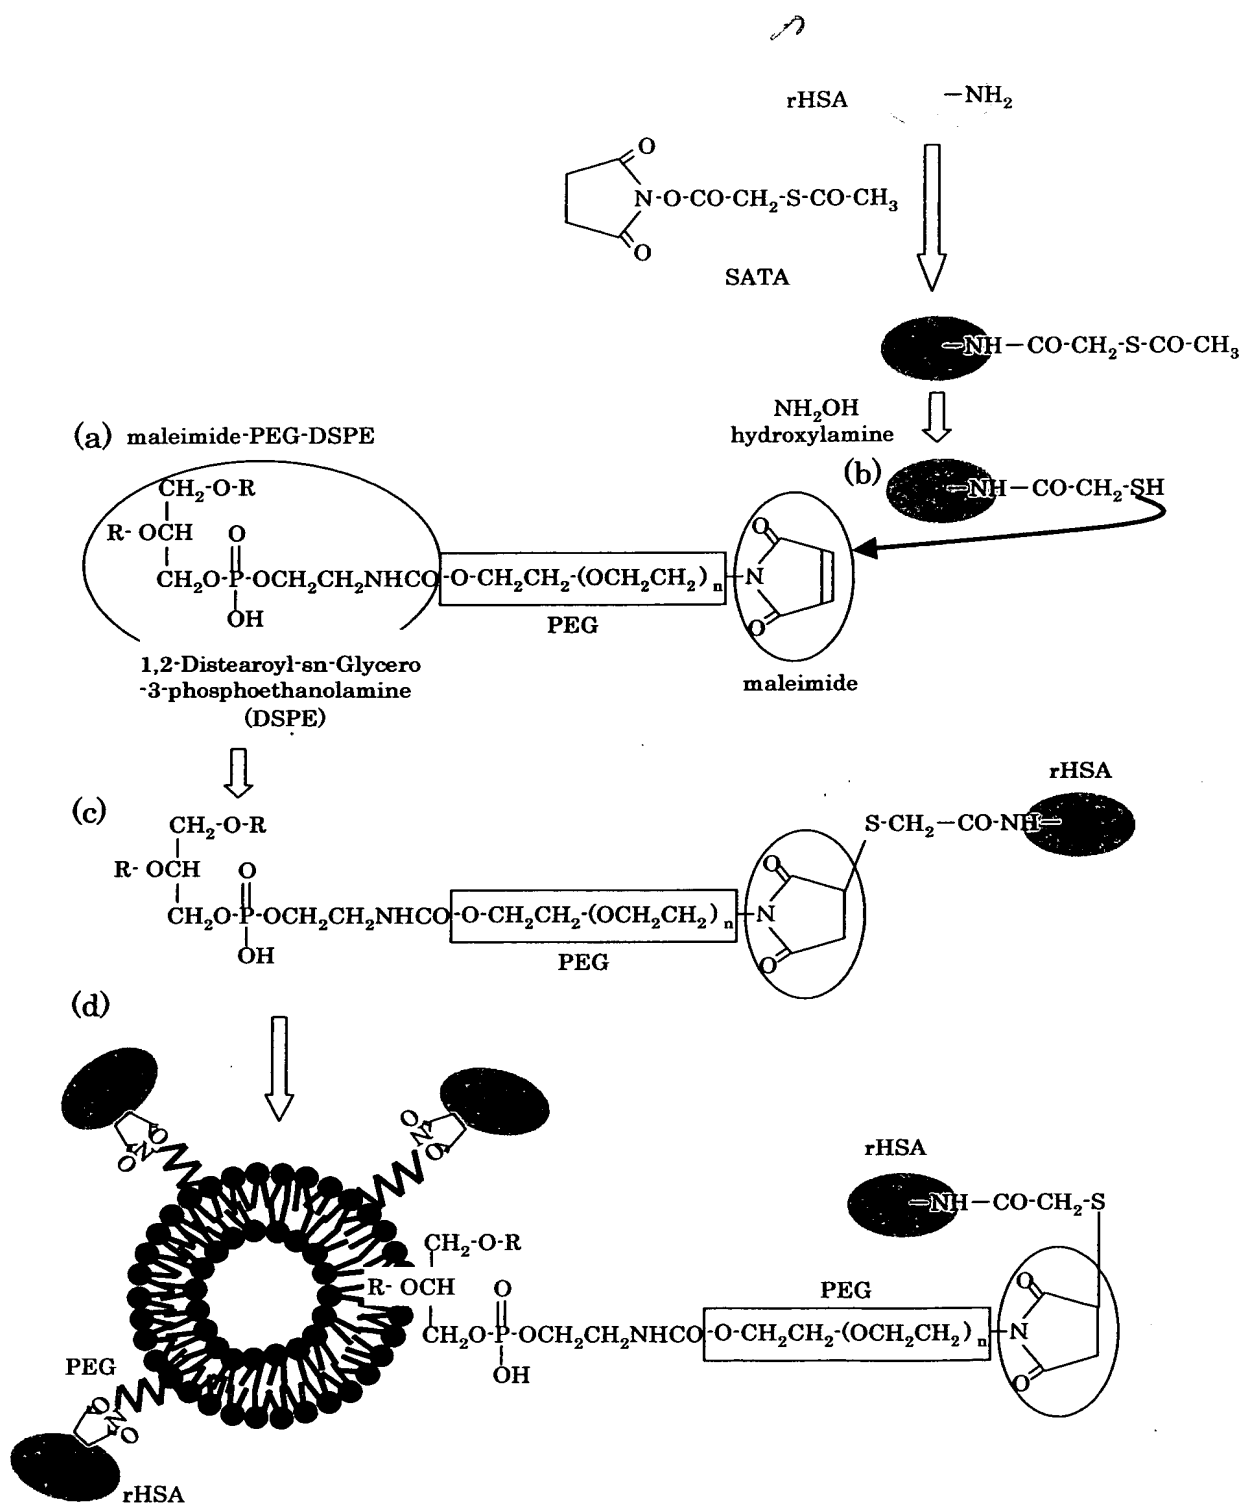 rHSA —NH₂
O
N-O-CO-CH₂-S-CO-CH₃
O
SATA
—NH—CO-CH₂-S-CO-CH₃
NH₂OH
hydroxylamine
(a) maleimide-PEG-DSPE
(b)
—NH—CO-CH₂-SH
CH₂-O-R
R- OCH O
CH₂O-P-OCH₂CH₂NHCO-O-CH₂CH₂-(OCH₂CH₂)n-N
O
O
OH
PEG
1,2-Distearoyl-sn-Glycero
-3-phosphoethanolamine
(DSPE)
maleimide
rHSA
(c)
CH₂-O-R
S-CH₂—CO-NH—
R- OCH O
O
CH₂O-P-OCH₂CH₂NHCO-O-CH₂CH₂-(OCH₂CH₂)n-N
OH
O
PEG
(d)
O
N
O
O
N
O
rHSA
—NH—CO-CH₂-S
CH₂-O-R
R- OCH O
PEG
O
CH₂O-P-OCH₂CH₂NHCO-O-CH₂CH₂-(OCH₂CH₂)n-N
OH
O
PEG
O
N
O
rHSA